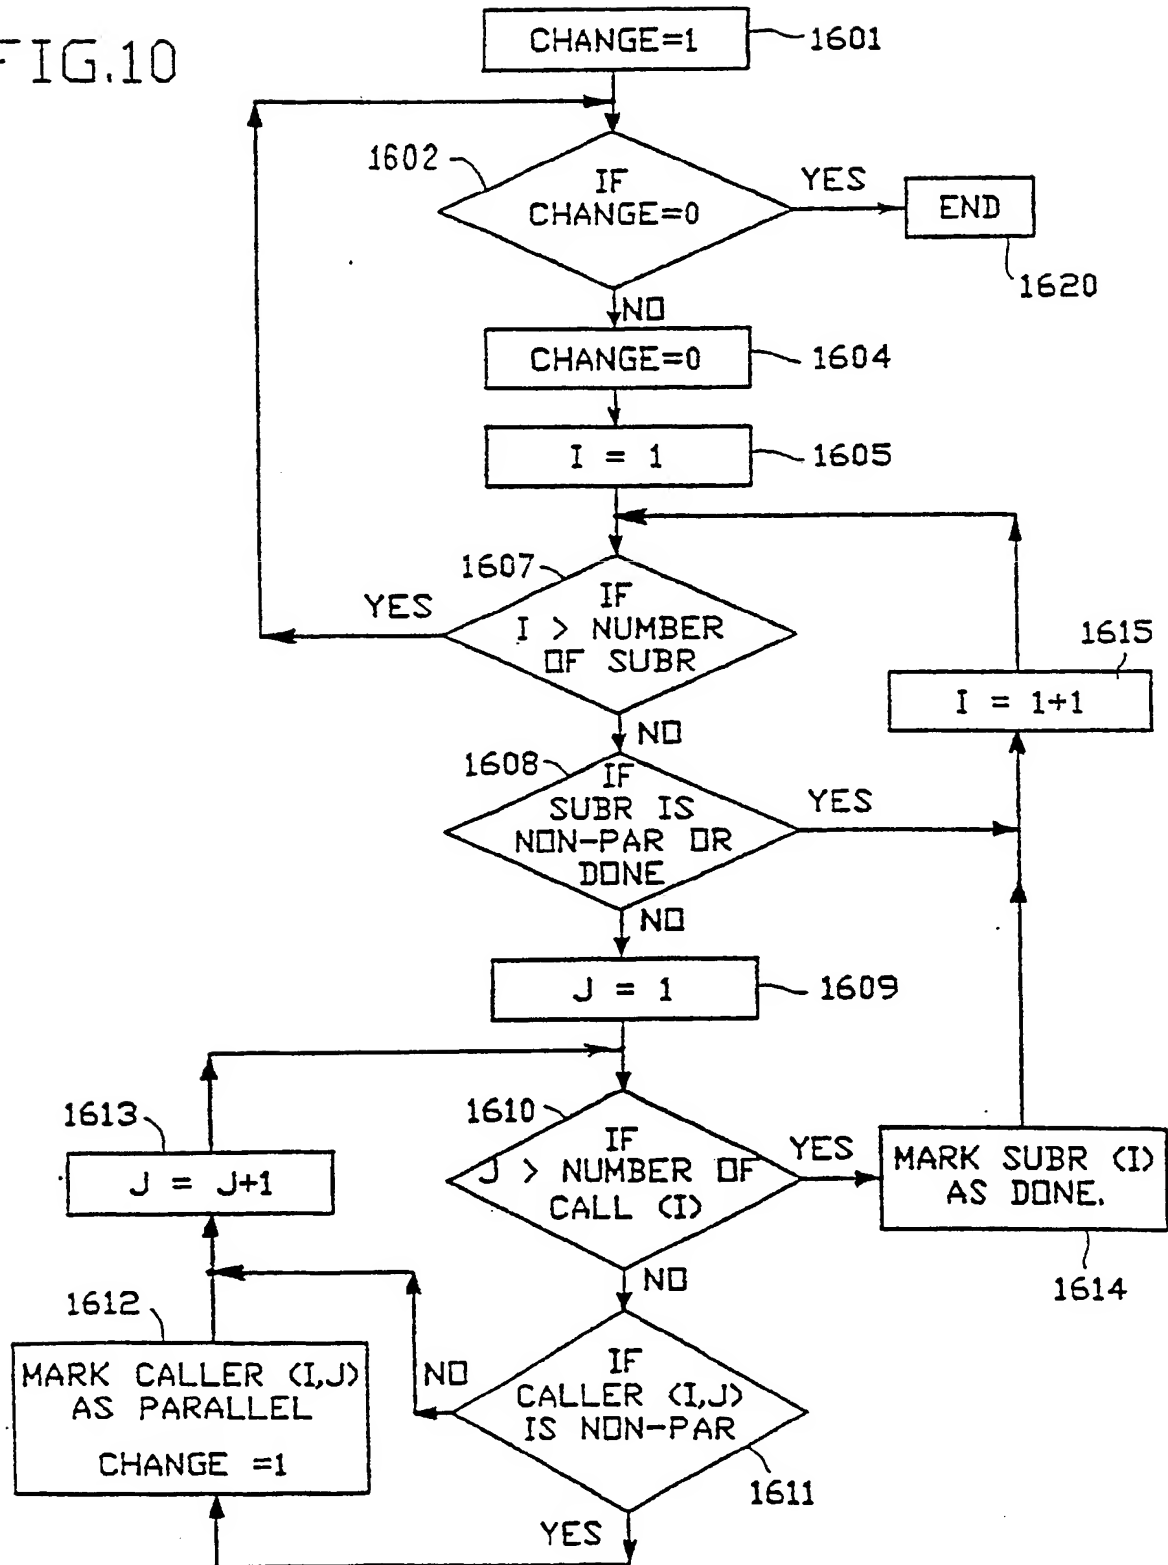 FIG.10
CHANGE=1
1601
1602
IF
CHANGE=0
YES
END
1620
NO
CHANGE=0
1604
I = 1
1605
1607
IF
I > NUMBER
OF SUBR
YES
1615
I = 1+1
NO
1608
IF
SUBR IS
NON-PAR OR
DONE
YES
NO
J = 1
1609
1613
J = J+1
1610
IF
J > NUMBER OF
CALL (I)
YES
MARK SUBR (I)
AS DONE.
1614
NO
1612
MARK CALLER (I,J)
AS PARALLEL
CHANGE =1
NO
IF
CALLER (I,J)
IS NON-PAR
1611
YES